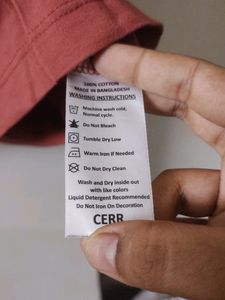 100% COTTON
MADE IN BANGLADESH
WASHING INSTRUCTIONS
Machine wash cold,
Normal cycle.
Do Not Bleach
Tumble Dry Low
Warm Iron If Needed
Do Not Dry Clean
Wash and Dry inside out
with like colors
Liquid Detergent Recommended
Do Not Iron On Decoration
CERR